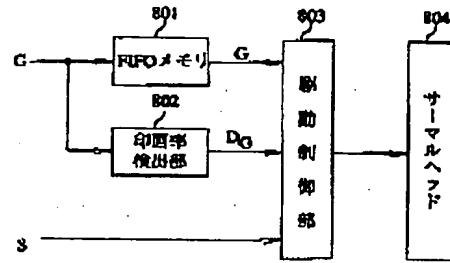 801
FIFOメモリ
G
G
802
印画率
検出部
D_G
S
803
駆動制御部
804
サーマルヘッド